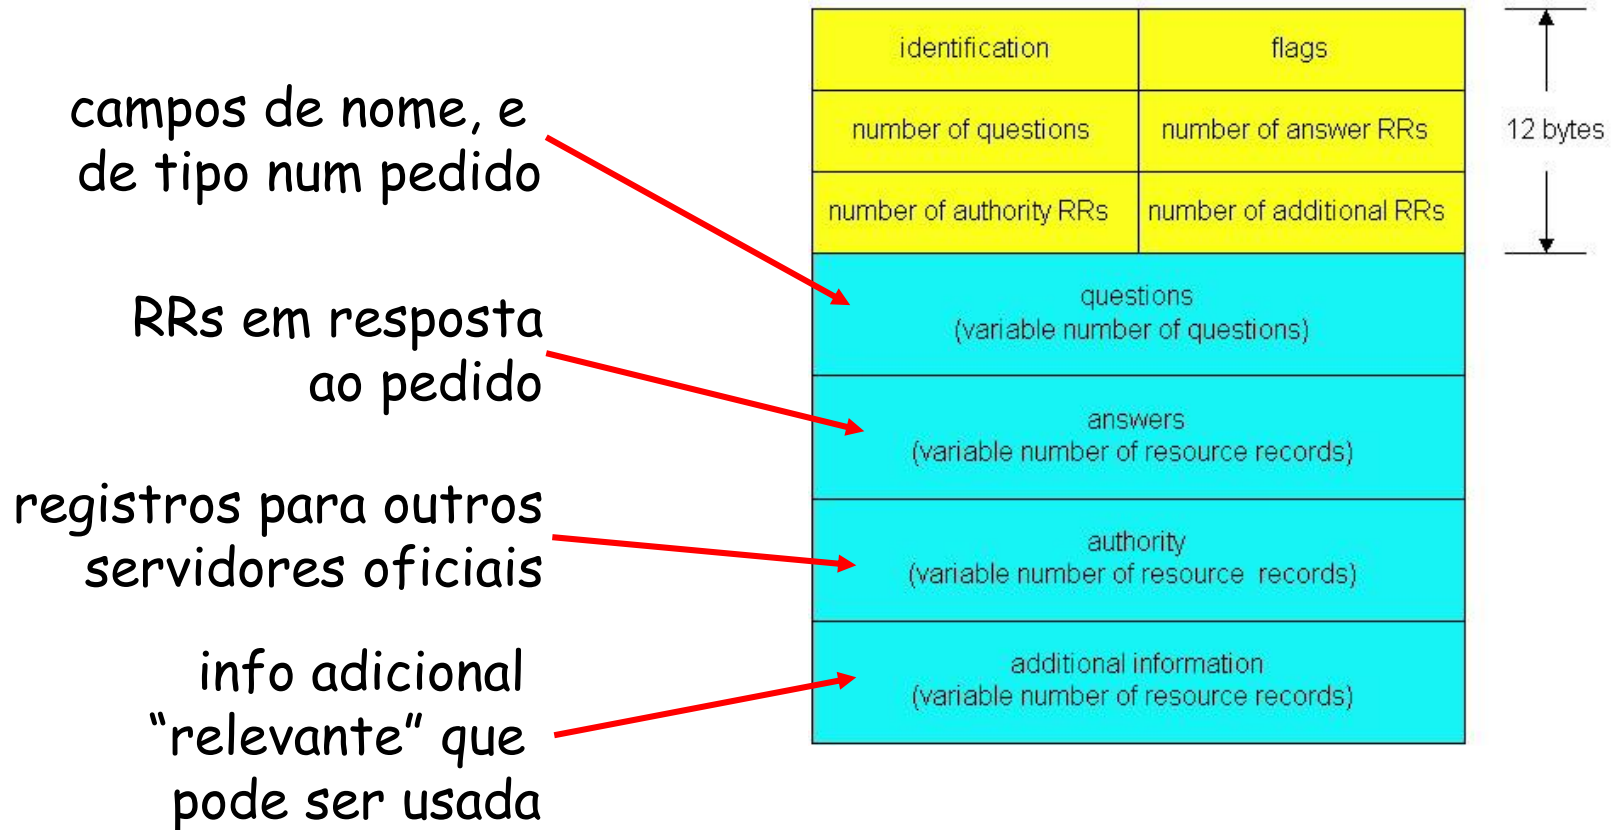 campos de nome, e
de tipo num pedido
RRs em resposta
ao pedido
registros para outros
servidores oficiais
info adicional
“relevante” que
pode ser usada
identification
flags
number of questions
number of answer RRs
number of authority RRs
number of additional RRs
12 bytes
questions
(variable number of questions)
answers
(variable number of resource records)
authority
(variable number of resource records)
additional information
(variable number of resource records)